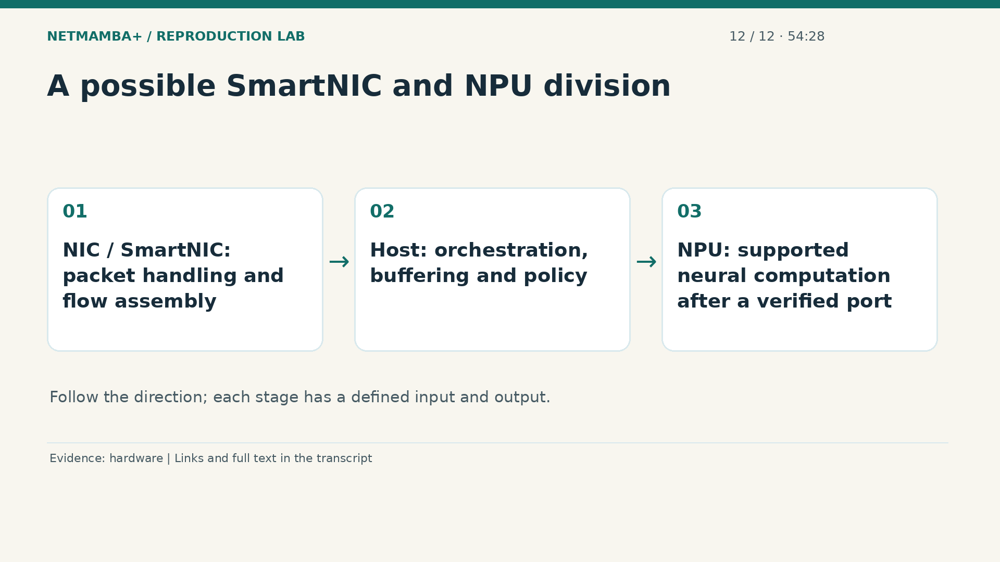 NETMAMBA+ / REPRODUCTION LAB
12 / 12 · 54:28
A possible SmartNIC and NPU division
01
NIC / SmartNIC:
packet handling and
flow assembly
→
02
Host: orchestration,
buffering and policy
→
03
NPU: supported
neural computation
after a verified port
Follow the direction; each stage has a defined input and output.
Evidence: hardware | Links and full text in the transcript